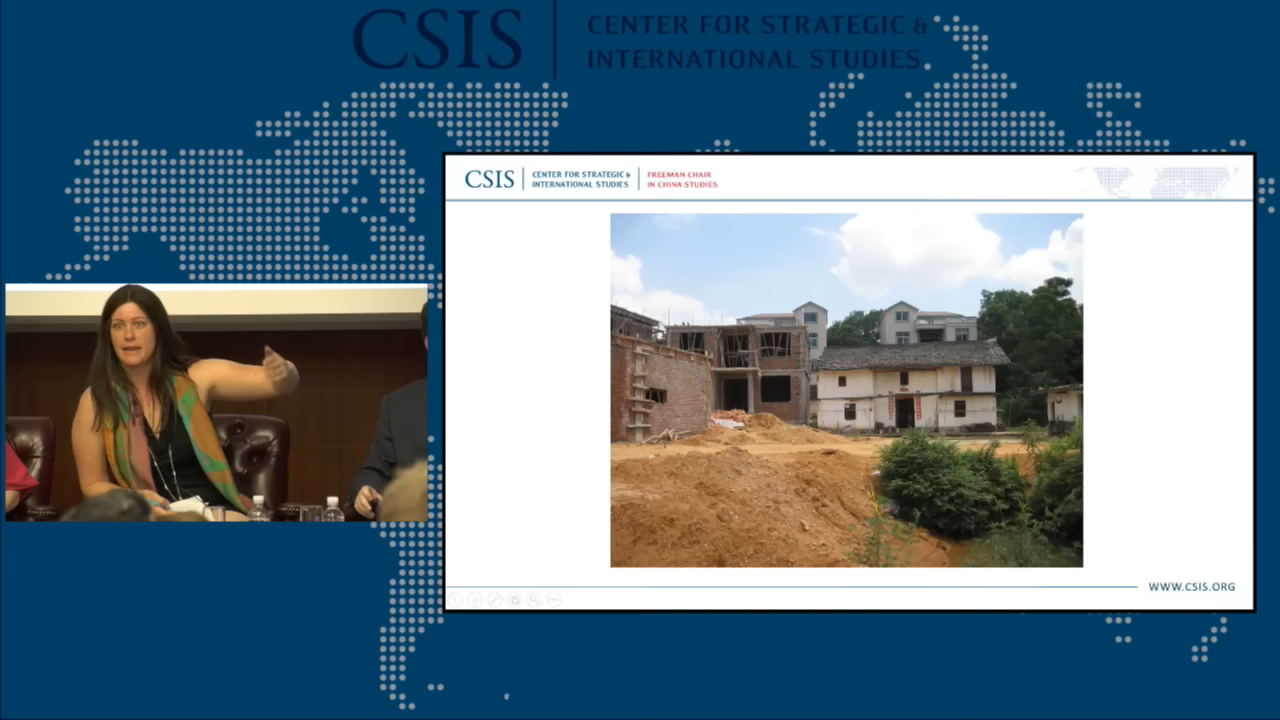 CSIS
CENTER FOR STRATEGIC &
INTERNATIONAL STUDIES
CSIS
CENTER FOR STRATEGIC &
INTERNATIONAL STUDIES
FREEMAN CHAIR
IN CHINA STUDIES
WWW.CSIS.ORG